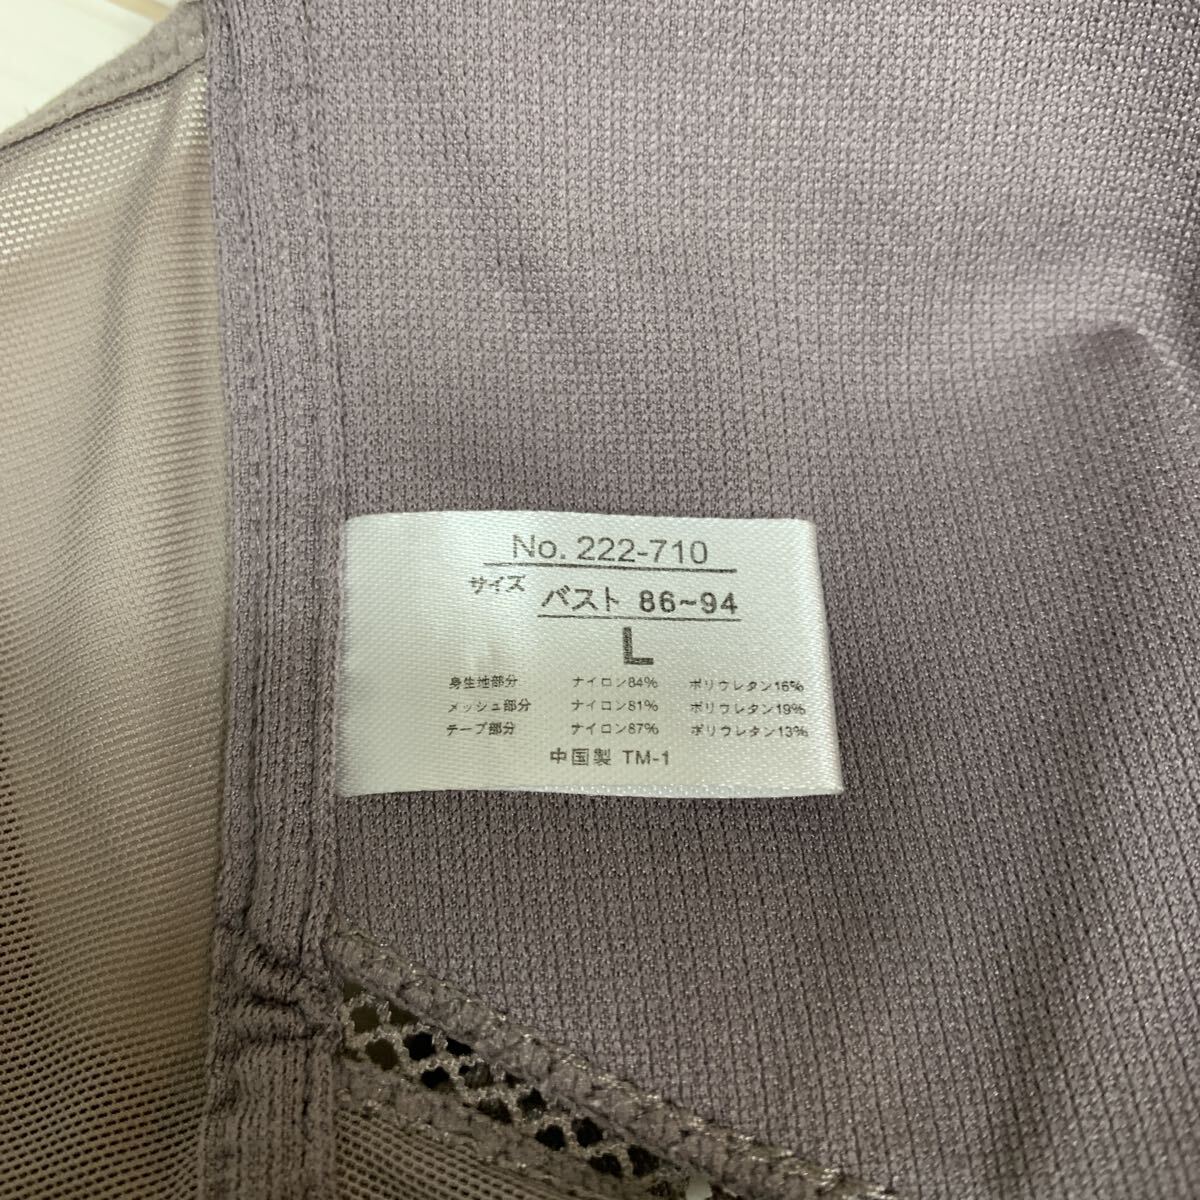 No. 222-710
サイズ バスト 86~94
L
身生地部分 ナイロン84% ポリウレタン16%
メッシュ部分 ナイロン81% ポリウレタン19%
テープ部分 ナイロン87% ポリウレタン13%
中国製 TM-1